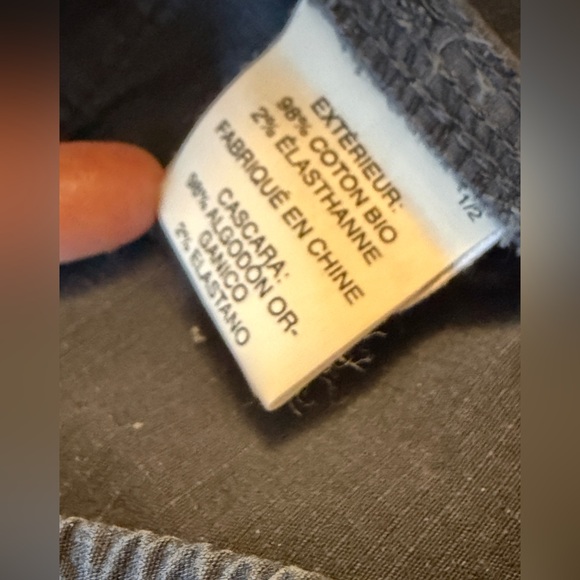 EXTÉRIEUR:
98% COTON BIO
2% ÉLASTHANNE
FABRIQUÉ EN CHINE
CASCARA:
98% ALGODÓN OR-
GANICO
2% ELASTANO
1/2